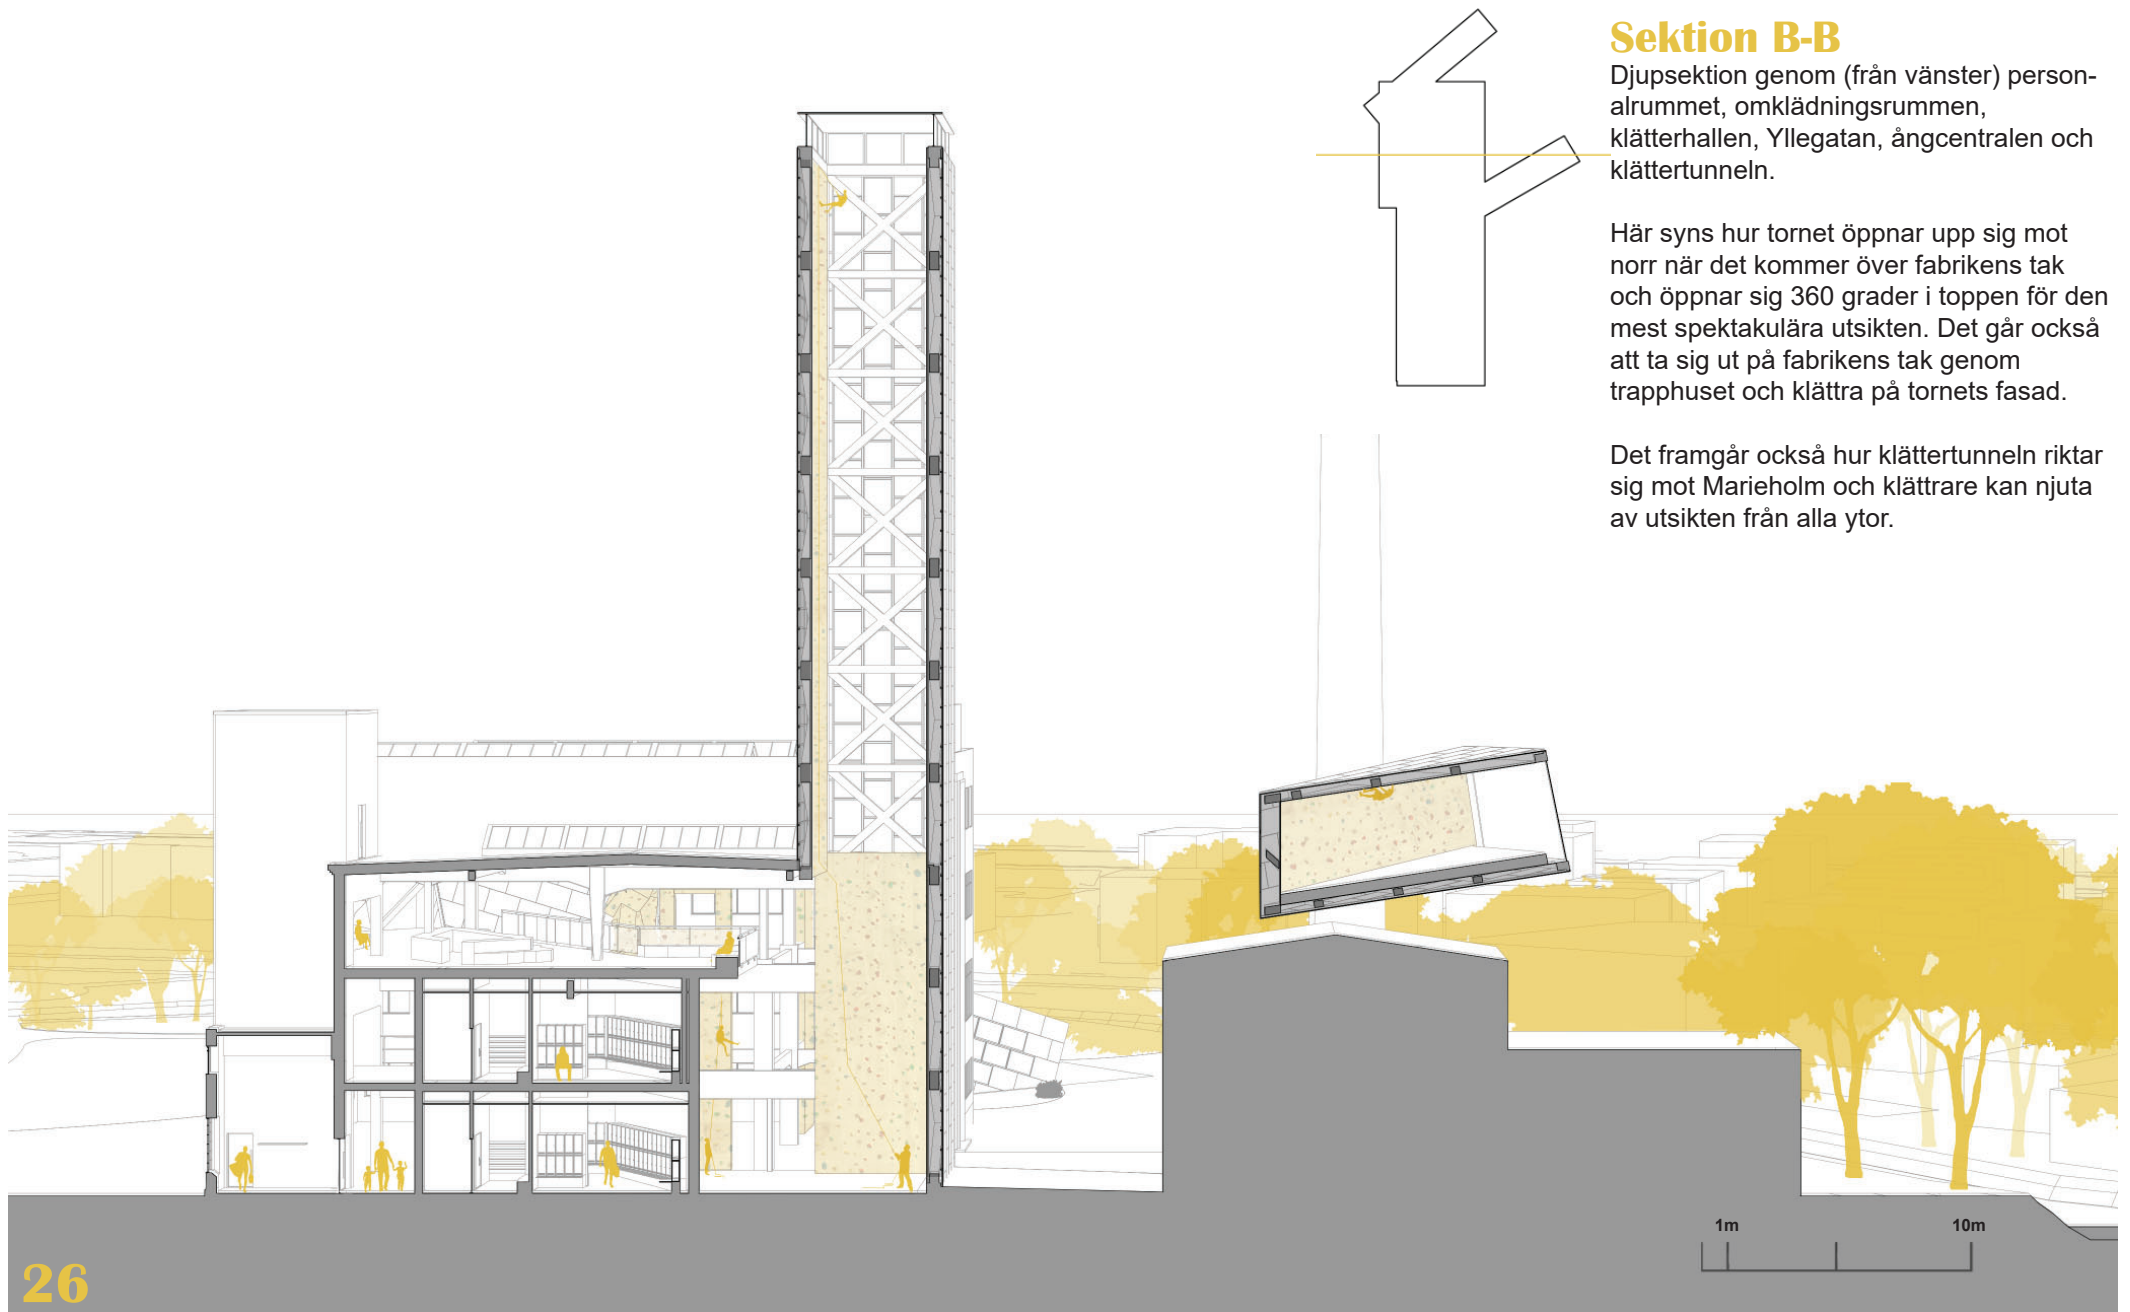 Sektion B-B
Djupsektion genom (från vänster) person-
alrummet, omklädningsrummen,
klätterhallen, Yllegatan, ångcentralen och
klättertunneln.
Här syns hur tornet öppnar upp sig mot
norr när det kommer över fabrikens tak
och öppnar sig 360 grader i toppen för den
mest spektakulära utsikten. Det går också
att ta sig ut på fabrikens tak genom
trapphuset och klättra på tornets fasad.
Det framgår också hur klättertunneln riktar
sig mot Marieholm och klättrare kan njuta
av utsikten från alla ytor.
1m 10m
26